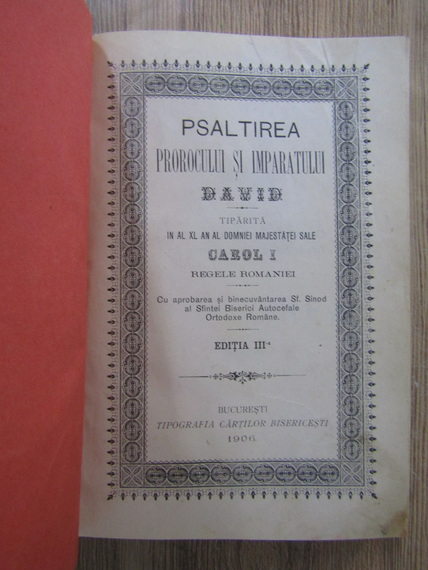 PSALTIREA
PROROCULUI ȘI IMPARATULUI
DAVID
TIPĂRITĂ
IN AL XL AN AL DOMNIEI MAJESTĂȚEI SALE
CAROL I
REGELE ROMANIEI
Cu aprobarea și binecuvântarea Sf. Sinod
al Sfintei Biserici Autocefale
Ortodoxe Române.
EDIȚIA III-a
BUCUREȘTI
TIPOGRAFIA CĂRȚILOR BISERICEȘTI
1906